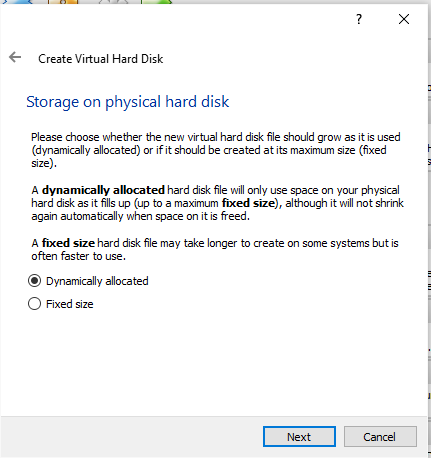 ?
Create Virtual Hard Disk
Storage on physical hard disk
Please choose whether the new virtual hard disk file should grow as it is used
(dynamically allocated) or if it should be created at its maximum size (fixed
size).
A dynamically allocated hard disk file will only use space on your physical
hard disk as it fills up (up to a maximum fixed size), although it will not shrink
again automatically when space on it is freed.
A fixed size hard disk file may take longer to create on some systems but is
often faster to use.
Dynamically allocated
Fixed size
Next
Cancel